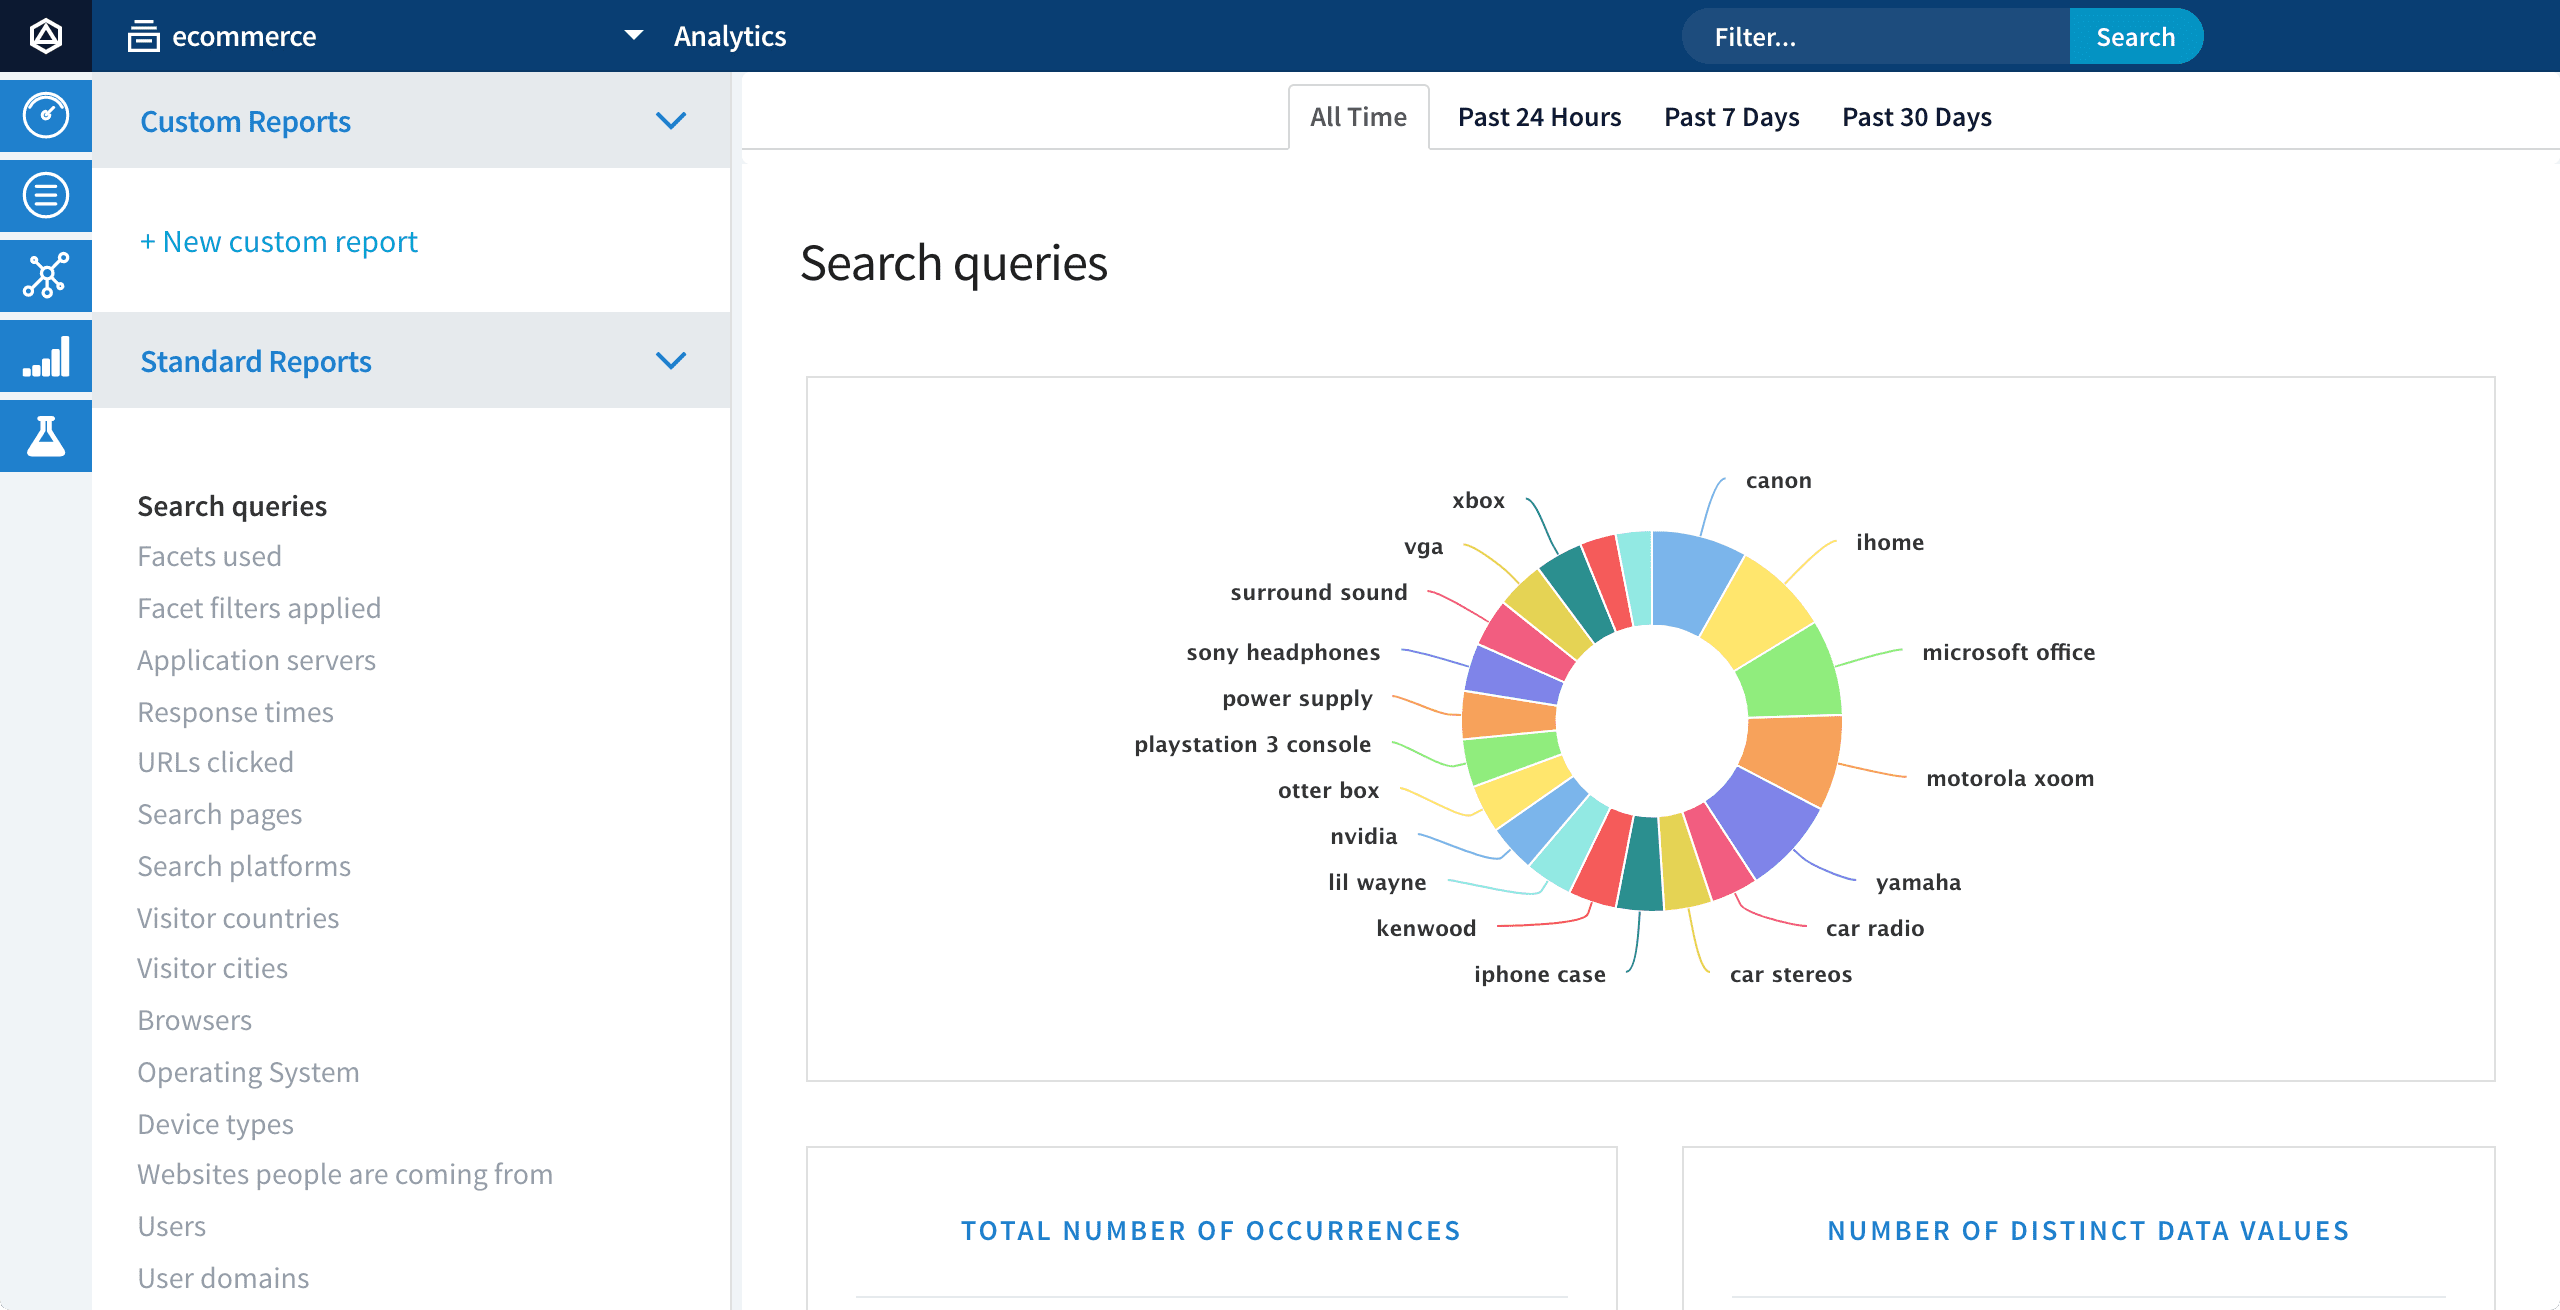 ecommerce
Analytics
Filter...
Search
Custom Reports
+ New custom report
Standard Reports
Search queries
Facets used
Facet filters applied
Application servers
Response times
URLs clicked
Search pages
Search platforms
Visitor countries
Visitor cities
Browsers
Operating System
Device types
Websites people are coming from
Users
User domains
All Time
Past 24 Hours
Past 7 Days
Past 30 Days
Search queries
canon
xbox
ihome
vga
surround sound
sony headphones
microsoft office
power supply
playstation 3 console
motorola xoom
otter box
nvidia
lil wayne
yamaha
kenwood
car radio
iphone case
car stereos
TOTAL NUMBER OF OCCURRENCES
NUMBER OF DISTINCT DATA VALUES